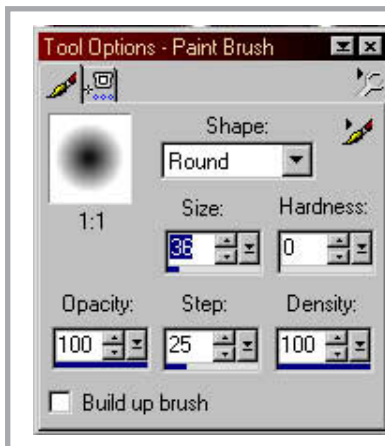 Tool Options - Paint Brush
Shape:
Round
1:1
Size:
Hardness:
36
0
Opacity:
Step:
Density:
100
25
100
Build up brush